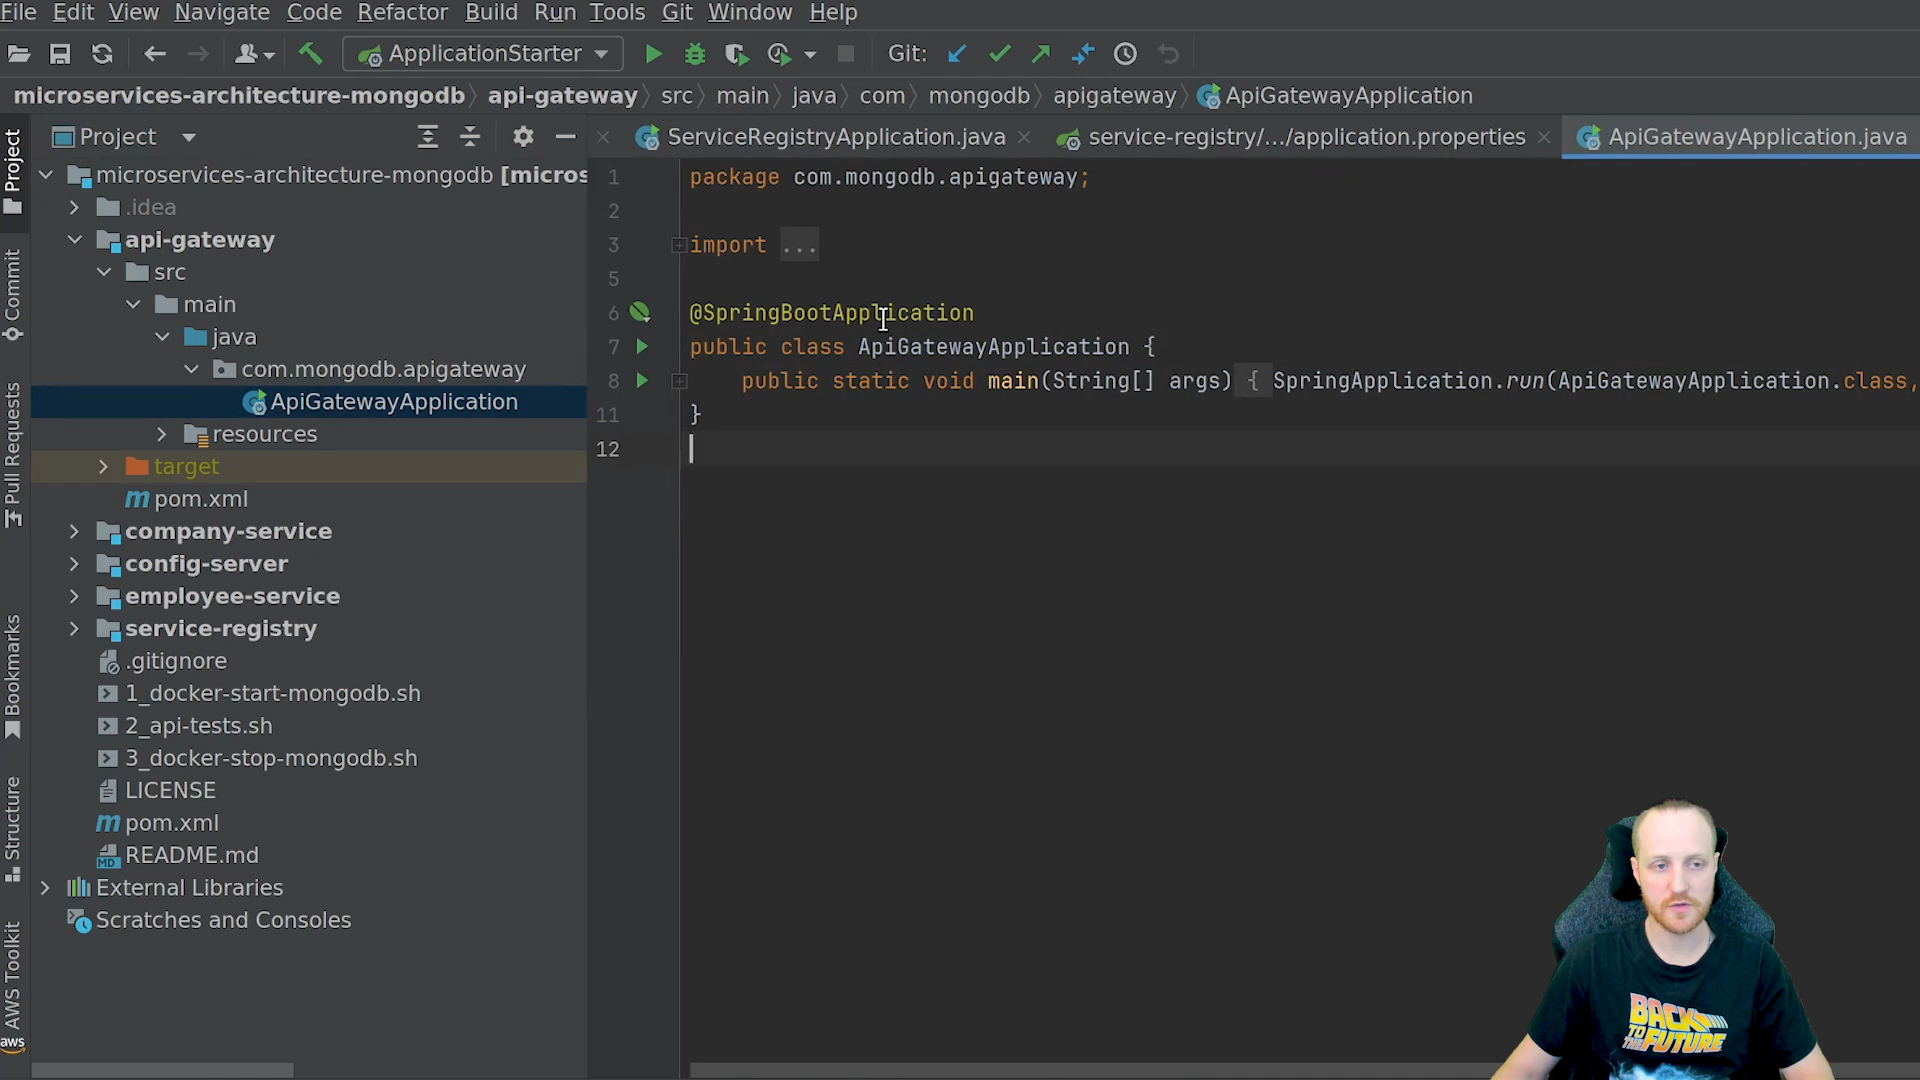 File Edit View Navigate Code Refactor Build Run Tools Git Window Help
ApplicationStarter Git:
microservices-architecture-mongodb api-gateway src main java com mongodb apigateway ApiGatewayApplication
Project
ServiceRegistryApplication.java service-registry/.../application.properties ApiGatewayApplication.java
Project
Commit
Pull Requests
Bookmarks
Structure
AWS Toolkit
aws
microservices-architecture-mongodb [micros
.idea
api-gateway
src
main
java
com.mongodb.apigateway
ApiGatewayApplication
resources
target
m pom.xml
company-service
config-server
employee-service
service-registry
.gitignore
1_docker-start-mongodb.sh
2_api-tests.sh
3_docker-stop-mongodb.sh
LICENSE
m pom.xml
MD README.md
External Libraries
Scratches and Consoles
1 package com.mongodb.apigateway;
2
3 import ...
5
6 @SpringBootApplication
7 public class ApiGatewayApplication {
8 public static void main(String[] args) { SpringApplication.run(ApiGatewayApplication.class,
11 }
12
BACK
TO THE FUTURE